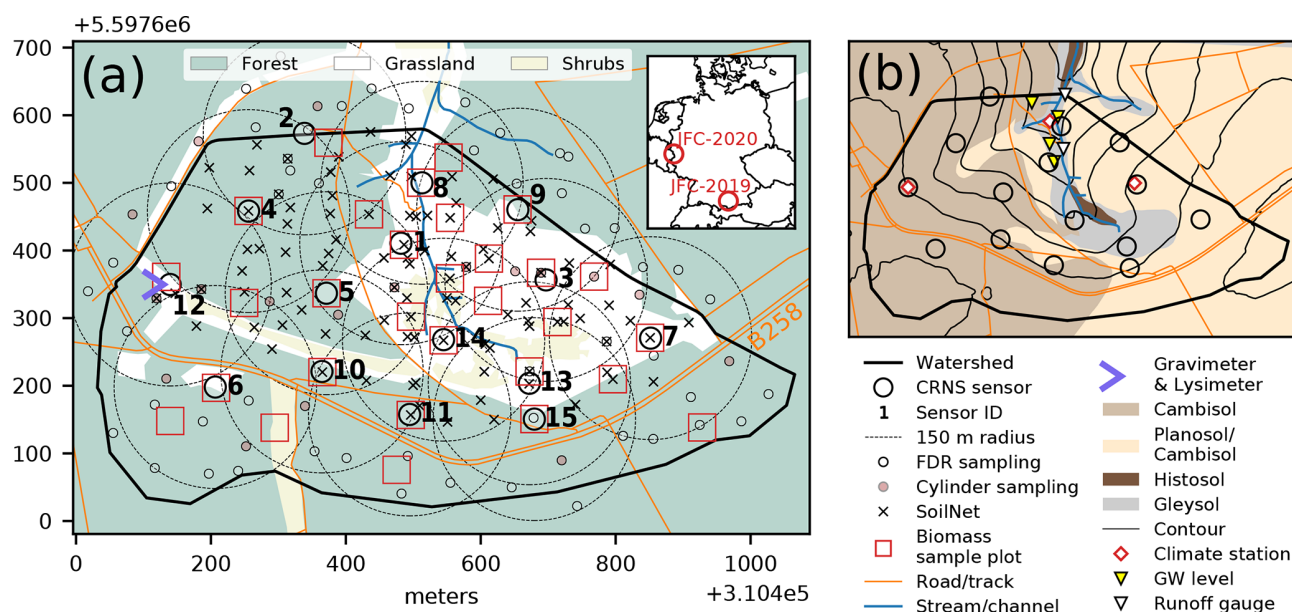 +5.5976e6
(a)
Forest
Grassland
Shrubs
JFC-2020
JFC-2019
700
600
500
400
300
200
100
0
2
8
4
9
1
3
5
12
14
7
10
13
6
11
15
B258
0
200
400
600
800
1000
meters
+3.104e5
(b)
Watershed
CRNS sensor
1 Sensor ID
150 m radius
FDR sampling
Cylinder sampling
SoilNet
Biomass
sample plot
Road/track
Stream/channel
Gravimeter
& Lysimeter
Cambisol
Planosol/
Cambisol
Histosol
Gleysol
Contour
Climate station
GW level
Runoff gauge